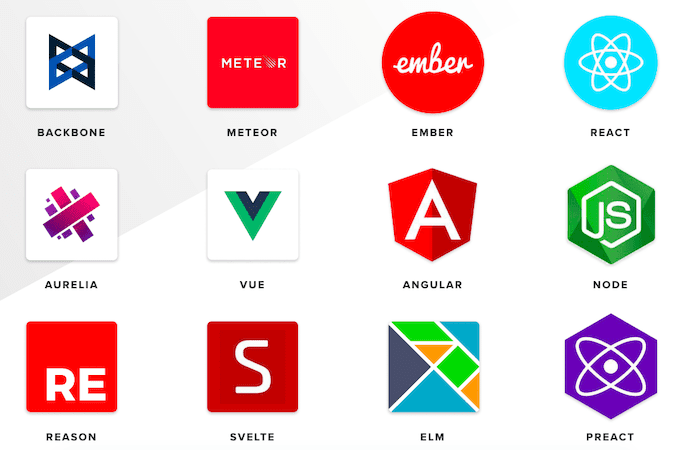 METEOR
ember
BACKBONE
METEOR
EMBER
REACT
A
JS
AURELIA
VUE
ANGULAR
NODE
RE
S
REASON
SVELTE
ELM
PREACT